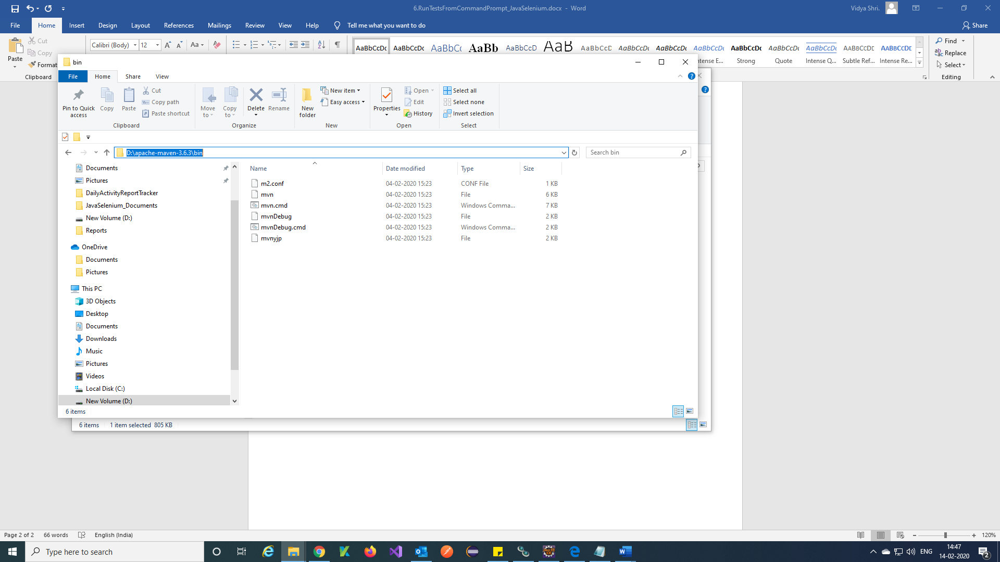 6.RunTestsFromCommandPrompt_JavaSelenium.docx - Word
Vidya Shri.
File Home Insert Design Layout References Mailings Review View Help Tell me what you want to do Share
Paste
Cut
Copy
Format
Clipboard
Calibri (Body) 12
AaBbCcDc AaBbCcDc AaBbCc AaBb AaBbCcD AaB AaBbCcD AaBbCcDc AaBbCcDc AaBbCcDc AaBbCcDc AaBbCcDc AaBbCcDc AABBCCDE AABBCCDE
ntense E... Strong Quote Intense Q... Subtle Ref... Intense Re...
Find
Replace
Select
Editing
bin
File Home Share View
Pin to Quick access
Copy
Paste
Cut
Copy path
Paste shortcut
Clipboard
Move to
Copy to
Delete
Rename
Organize
New folder
New item
Easy access
New
Properties
Open
Edit
History
Open
Select all
Select none
Invert selection
Select
D:\apache-maven-3.6.3\bin
Search bin
Documents
Pictures
DailyActivityReportTracker
JavaSelenium_Documents
New Volume (D:)
Reports
OneDrive
Documents
Pictures
This PC
3D Objects
Desktop
Documents
Downloads
Music
Pictures
Videos
Local Disk (C:)
New Volume (D:)
Name Date modified Type Size
m2.conf 04-02-2020 15:23 CONF File 1 KB
mvn 04-02-2020 15:23 File 6 KB
mvn.cmd 04-02-2020 15:23 Windows Comma... 7 KB
mvnDebug 04-02-2020 15:23 File 2 KB
mvnDebug.cmd 04-02-2020 15:23 Windows Comma... 2 KB
mvnyjp 04-02-2020 15:23 File 2 KB
6 items
6 items 1 item selected 805 KB
Page 2 of 2 66 words English (India)
120%
Type here to search
ENG
14:47
14-02-2020
2